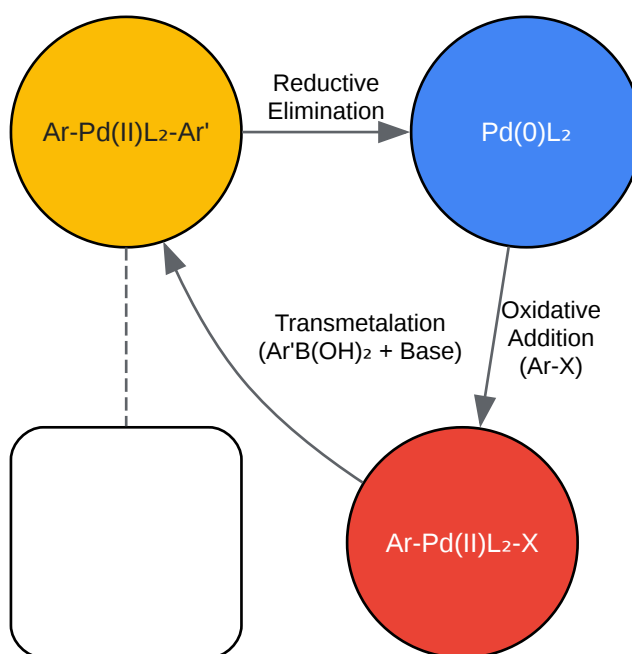 Reductive
Elimination
Ar-Pd(II)L₂-Ar'
Pd(0)L₂
Oxidative
Addition
(Ar-X)
Transmetalation
(Ar'B(OH)₂ + Base)
Ar-Pd(II)L₂-X